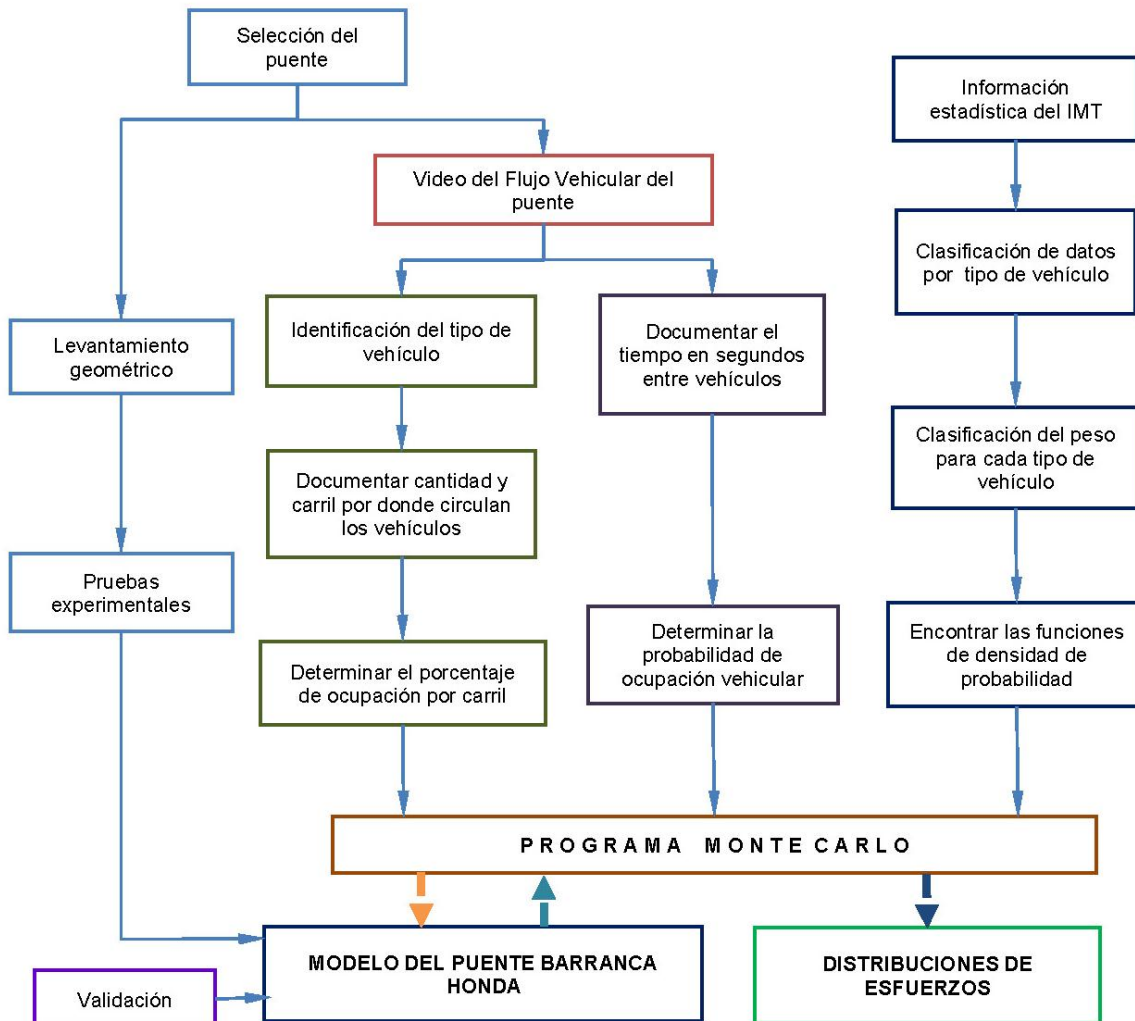 Selección del
puente
Información
estadística del IMT
Video del Flujo Vehicular del
puente
Clasificación de datos
por tipo de vehículo
Identificación del tipo de
vehículo
Documentar el
tiempo en segundos
entre vehículos
Levantamiento
geométrico
Clasificación del peso
para cada tipo de
vehículo
Documentar cantidad y
carril por donde circulan
los vehículos
Pruebas
experimentales
Determinar el porcentaje
de ocupación por carril
Determinar la
probabilidad de
ocupación vehicular
Encontrar las funciones
de densidad de
probabilidad
PROGRAMA MONTE CARLO
MODELO DEL PUENTE BARRANCA
HONDA
DISTRIBUCIONES DE
ESFUERZOS
Validación